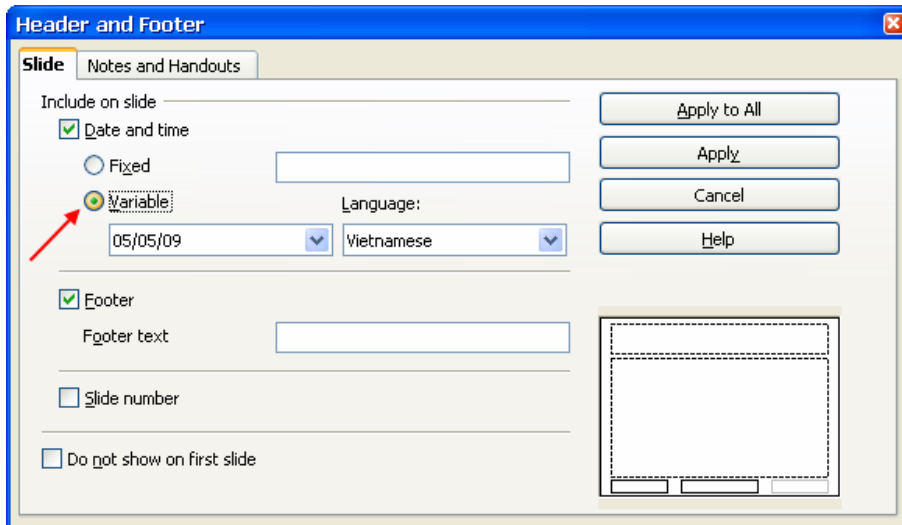 Header and Footer
Slide Notes and Handouts
Include on slide
Date and time
Fixed
Variable Language:
05/05/09 Vietnamese
Footer
Footer text
Slide number
Do not show on first slide
Apply to All
Apply
Cancel
Help